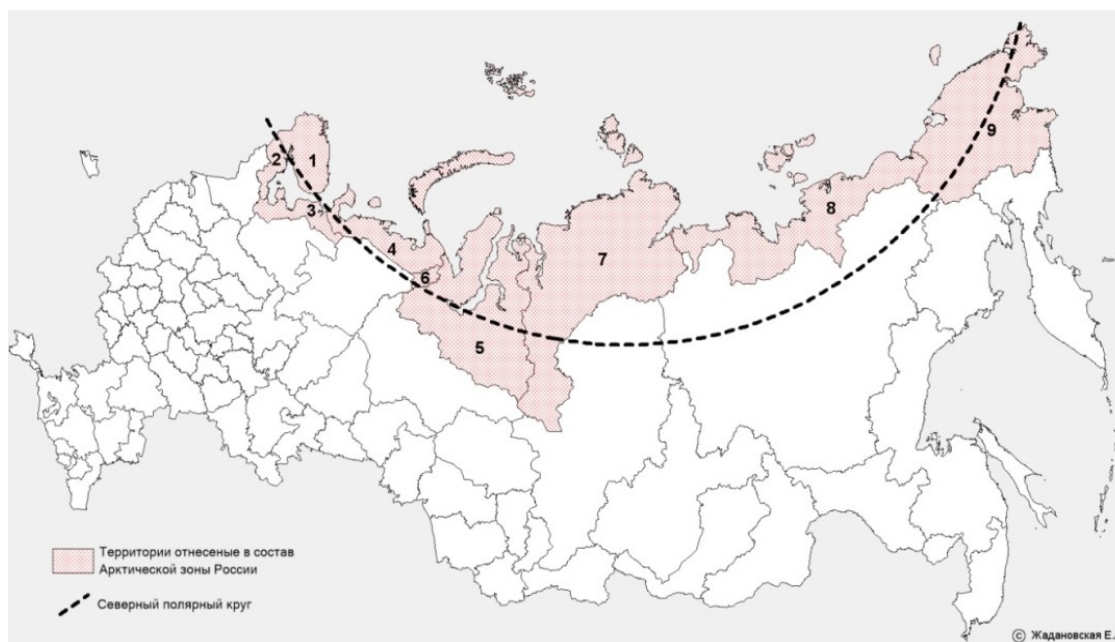 9
1
2
8
3
4
7
6
5
Территории отнесеные в состав
Арктической зоны России
Северный полярный круг
© Жадановская Е.